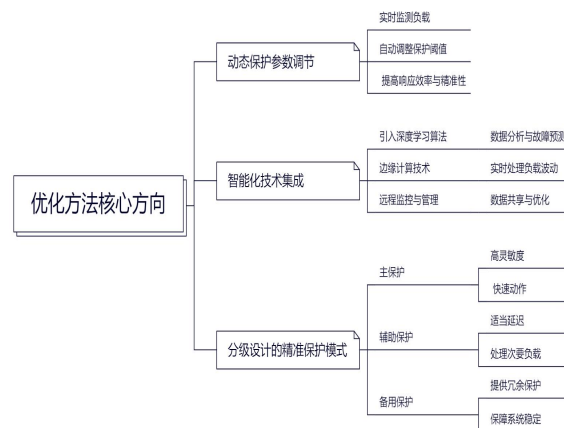 优化方法核心方向
动态保护参数调节
实时监测负载
自动调整保护阈值
提高响应效率与精准性
智能化技术集成
引入深度学习算法
数据分析与故障预测
边缘计算技术
实时处理负载波动
远程监控与管理
数据共享与优化
分级设计的精准保护模式
主保护
高灵敏度
快速动作
辅助保护
适当延迟
处理次要负载
备用保护
提供冗余保护
保障系统稳定